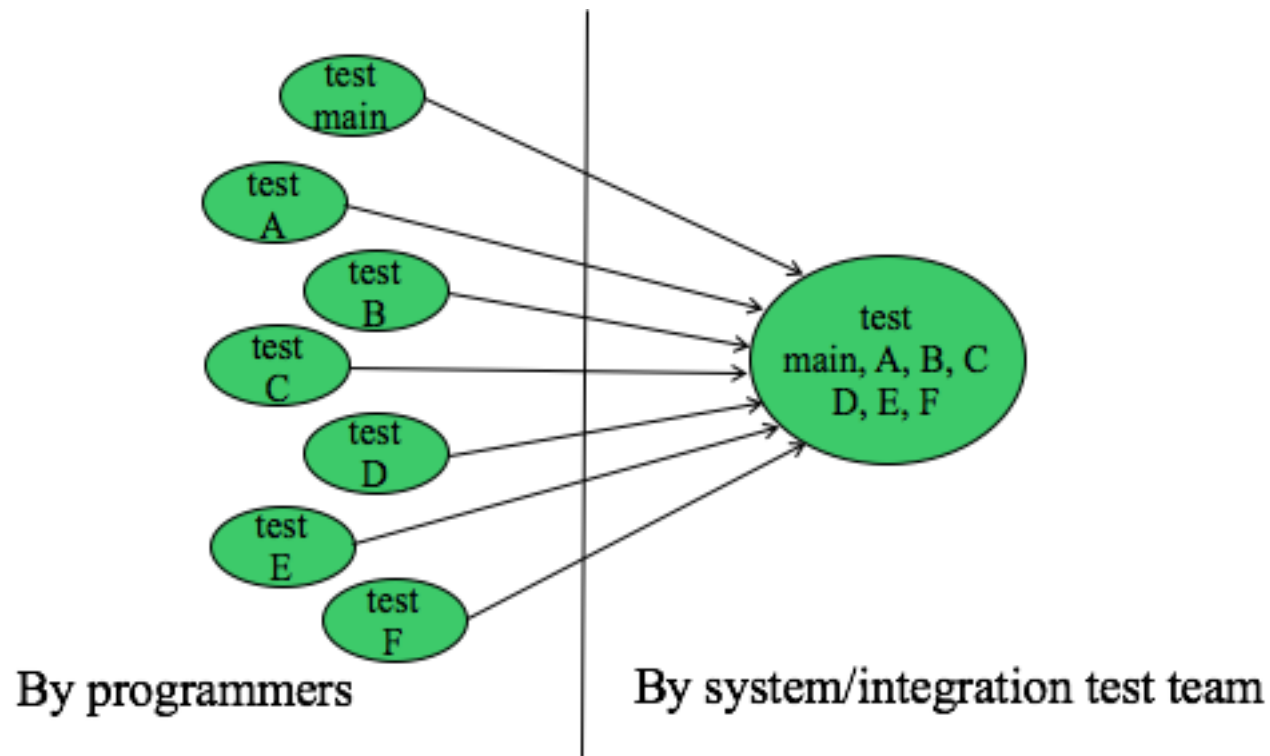 test
main
test
A
test
B
test
C
test
D
test
E
test
F
test
main, A, B, C
D, E, F
By programmers
By system/integration test team